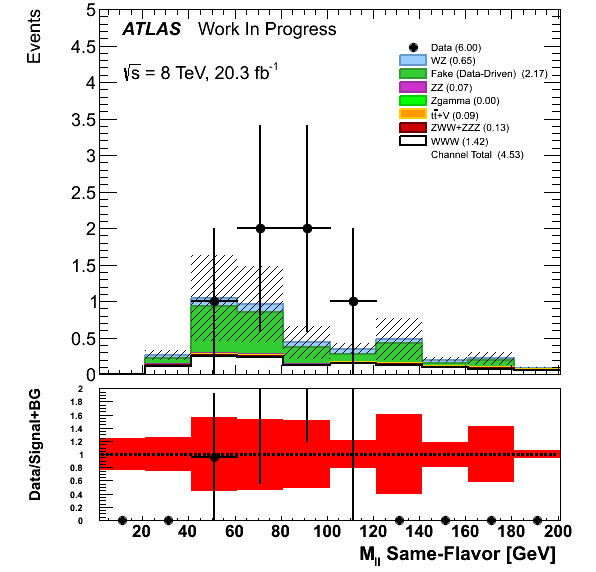 Events
ATLAS Work In Progress
√s = 8 TeV, 20.3 fb⁻¹
Data (6.00)
WZ (0.65)
Fake (Data-Driven) (2.17)
ZZ (0.07)
Zgamma (0.00)
tt̄+V (0.09)
ZWW+ZZZ (0.13)
WWW (1.42)
Channel Total (4.53)
5
4.5
4
3.5
3
2.5
2
1.5
1
0.5
0
Data/Signal+BG
2
1.8
1.6
1.4
1.2
1
0.8
0.6
0.4
0.2
0
20 40 60 80 100 120 140 160 180 200
M_ll Same-Flavor [GeV]